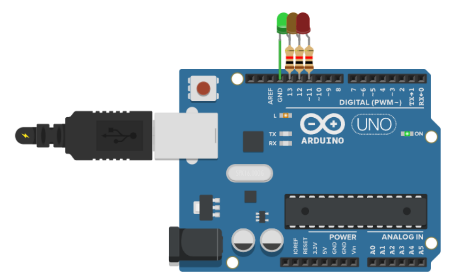 AREF
GND
13
12
~11
~10
~9
8
7
~6
~5
4
~3
2
TX→1
RX←0
DIGITAL (PWM~)
L
TX
RX
ARDUINO
UNO
ON
IOREF
RESET
3.3V
5V
GND
GND
Vin
POWER
ANALOG IN
A0
A1
A2
A3
A4
A5